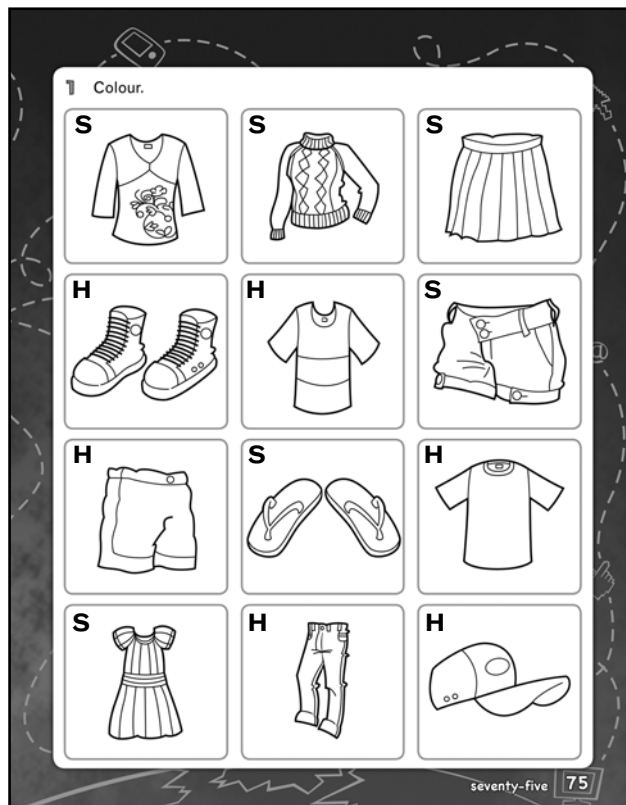 1 Colour.
S S S
H H S
H S H
S H H
seventy-five 75